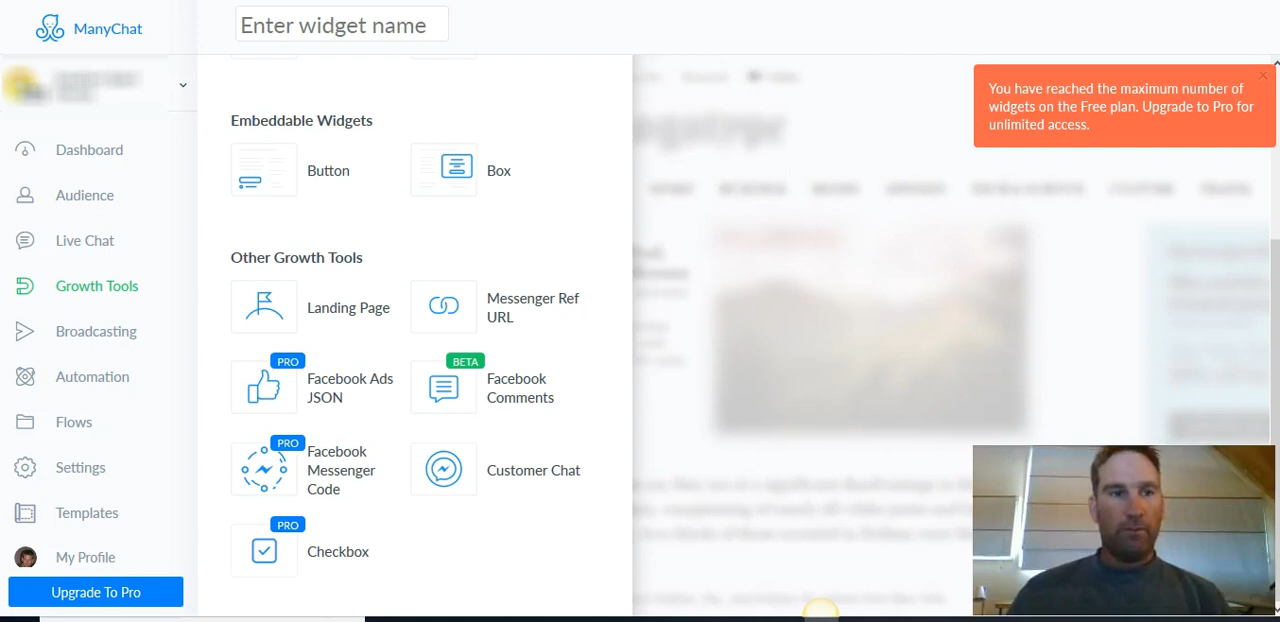 ManyChat
Enter widget name
You have reached the maximum number of
widgets on the Free plan. Upgrade to Pro for
unlimited access.
Dashboard
Audience
Live Chat
Growth Tools
Broadcasting
Automation
Flows
Settings
Templates
My Profile
Upgrade To Pro
Embeddable Widgets
Button
Box
Other Growth Tools
Landing Page
Messenger Ref
URL
PRO
Facebook Ads
JSON
BETA
Facebook
Comments
PRO
Facebook
Messenger
Code
Customer Chat
PRO
Checkbox